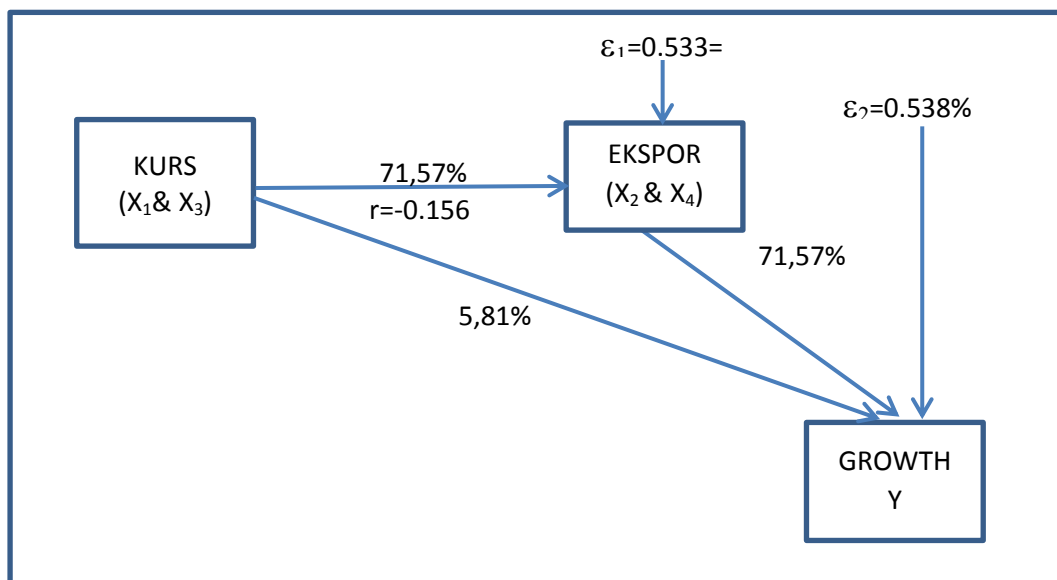 ε₁=0.533=
ε₂=0.538%
KURS
(X₁& X₃)
71,57%
r=-0.156
EKSPOR
(X₂ & X₄)
71,57%
5,81%
GROWTH
Y